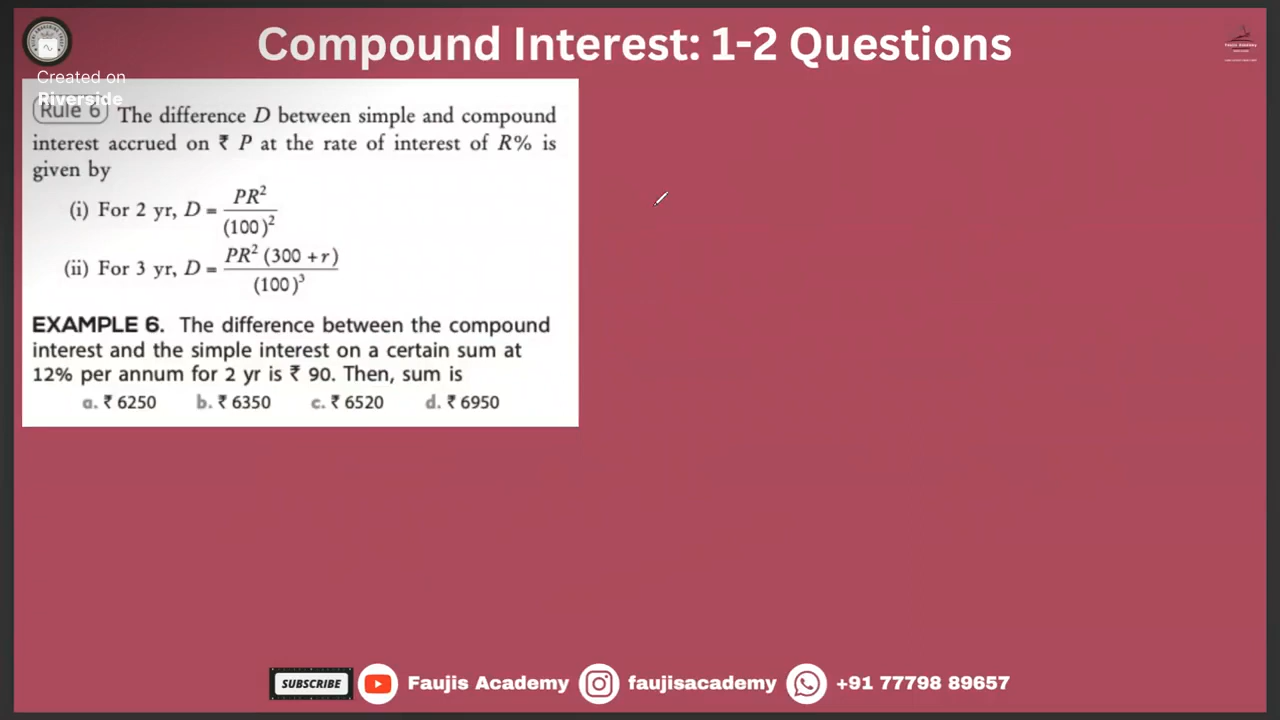 Compound Interest: 1-2 Questions
Created on
Riverside
Rule 6 The difference D between simple and compound
interest accrued on ₹ P at the rate of interest of R% is
given by
(i) For 2 yr, D = PR² / (100)²
(ii) For 3 yr, D = PR² (300 + r) / (100)³
EXAMPLE 6. The difference between the compound
interest and the simple interest on a certain sum at
12% per annum for 2 yr is ₹ 90. Then, sum is
a. ₹ 6250 b. ₹ 6350 c. ₹ 6520 d. ₹ 6950
SUBSCRIBE Faujis Academy faujisacademy +91 77798 89657